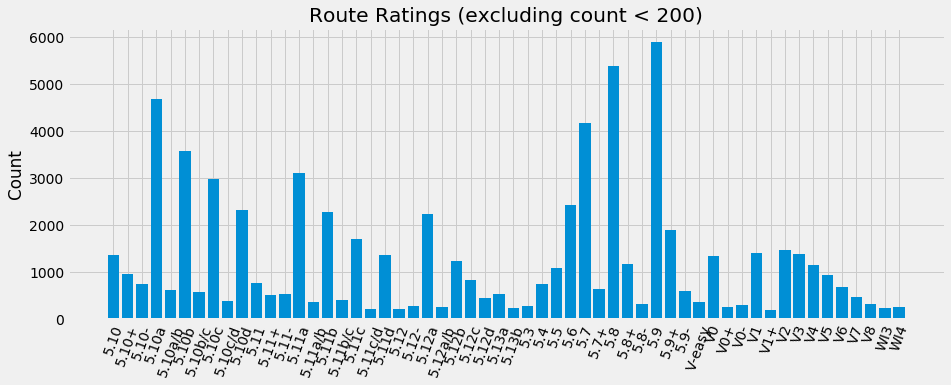 Route Ratings (excluding count < 200)
Count
6000
5000
4000
3000
2000
1000
0
5.10
5.10+
5.10-
5.10a
5.10a/b
5.10b
5.10b/c
5.10c
5.10c/d
5.10d
5.11
5.11+
5.11-
5.11a
5.11a/b
5.11b
5.11b/c
5.11c
5.11c/d
5.11d
5.12
5.12-
5.12a
5.12a/b
5.12b
5.12c
5.12d
5.13a
5.13b
5.3
5.4
5.5
5.6
5.7
5.7+
5.8
5.8+
5.8-
5.9
5.9+
5.9-
V-easy
V0
V0+
V0-
V1
V1+
V2
V3
V4
V5
V6
V7
V8
WI3
WI4